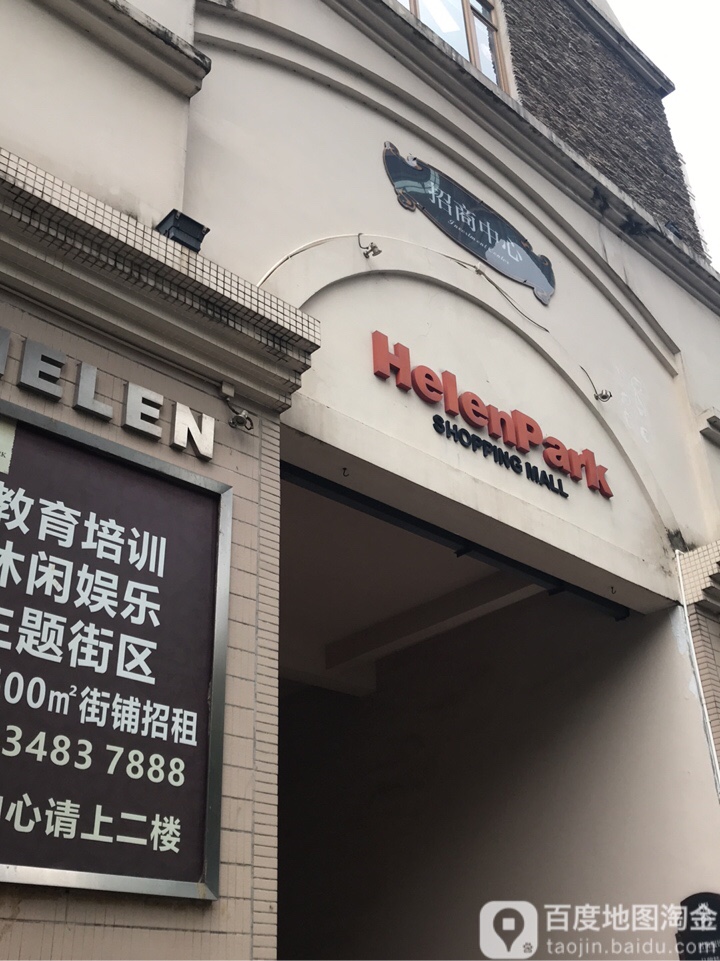 招商中心
Investment Center
HelenPark
SHOPPING MALL
HELEN
教育培训
休闲娱乐
主题街区
00㎡街铺招租
3483 7888
心请上二楼
百度地图淘金
taojin.baidu.com